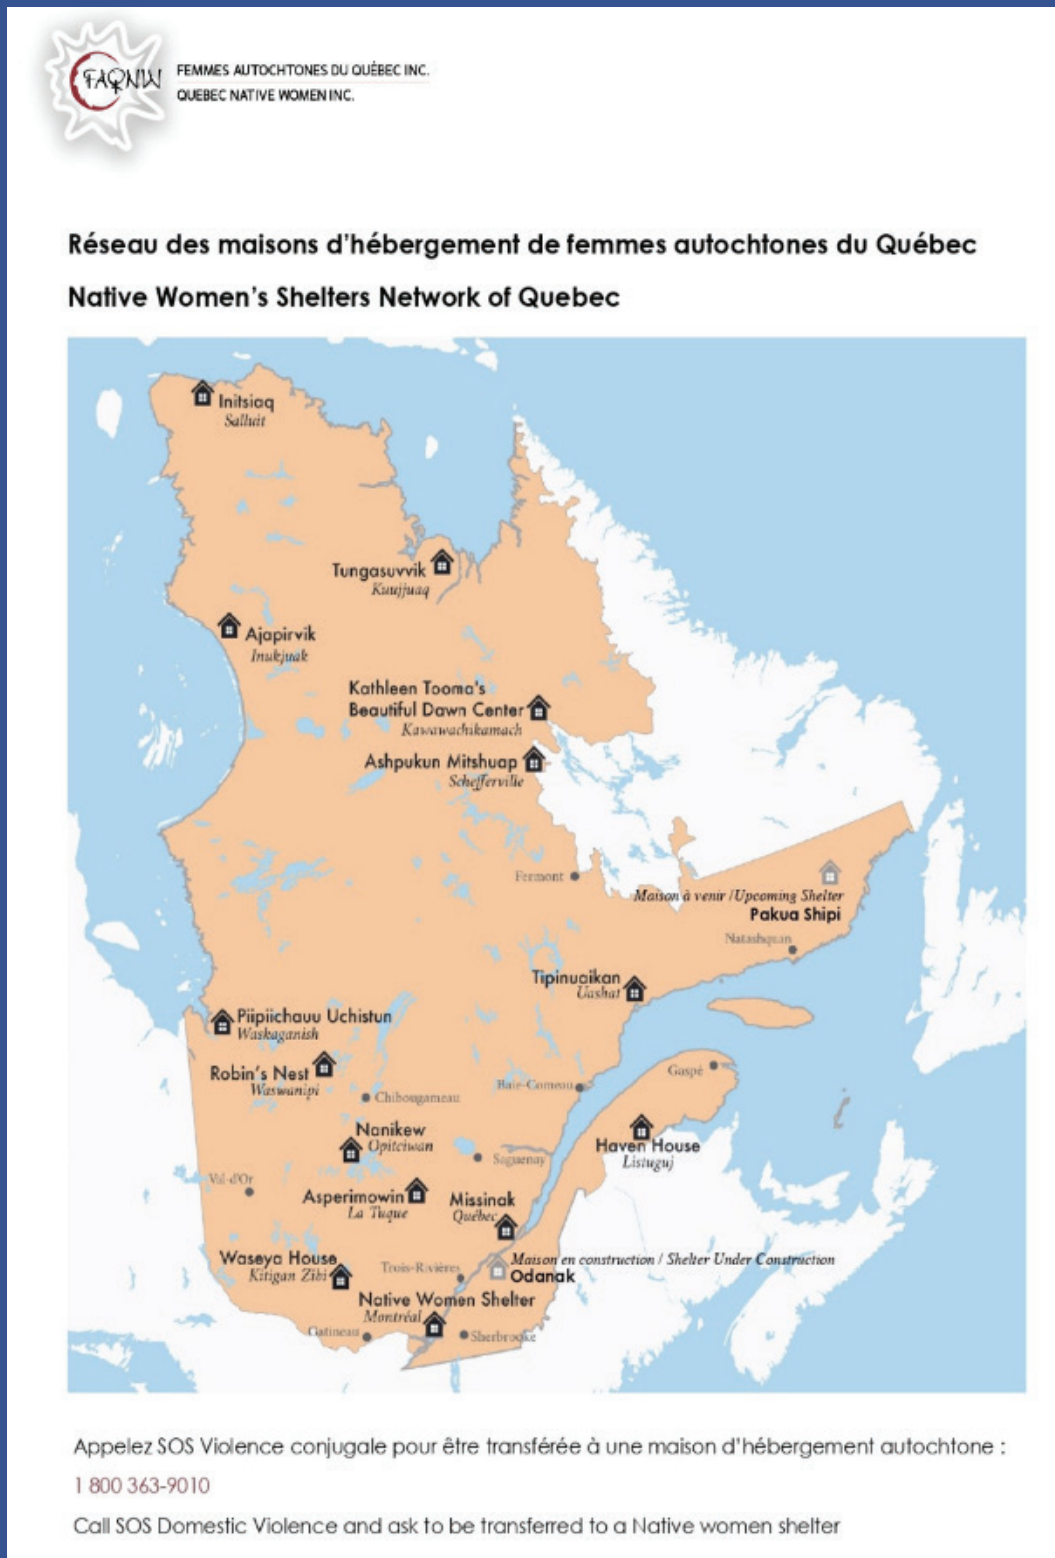 FAQNW
FEMMES AUTOCHTONES DU QUÉBEC INC.
QUEBEC NATIVE WOMEN INC.
Réseau des maisons d'hébergement de femmes autochtones du Québec
Native Women's Shelters Network of Quebec
Initsiaq
Salluit
Tungasuvvik
Kuujjuaq
Ajapirvik
Inukjuak
Kathleen Tooma's
Beautiful Dawn Center
Kawawachikamach
Ashpukun Mitshuap
Schefferville
Fermont
Maison à venir /Upcoming Shelter
Pakua Shipi
Natashquan
Tipinuaikan
Uashat
Piipiichauu Uchistun
Waskaganish
Robin's Nest
Waswanipi
Chibougameau
Baie-Comeau
Gaspé
Nanikew
Opitciwan
Haven House
Listuguj
Saguenay
Val-d'Or
Asperimowin
La Tuque
Missinak
Québec
Waseya House
Kitigan Zibi
Trois-Rivières
Maison en construction / Shelter Under Construction
Odanak
Native Women Shelter
Montréal
Gatineau
Sherbrooke
Appelez SOS Violence conjugale pour être transférée à une maison d'hébergement autochtone :
1 800 363-9010
Call SOS Domestic Violence and ask to be transferred to a Native women shelter